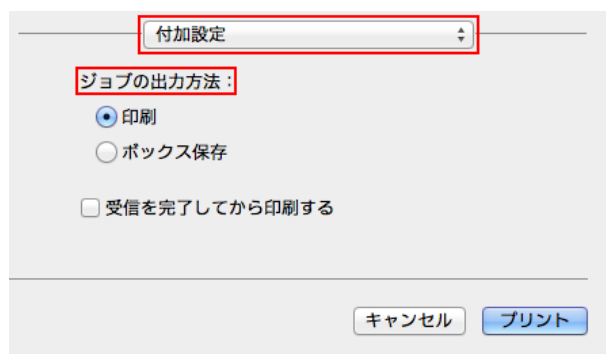 付加設定
ジョブの出力方法：
印刷
ボックス保存
受信を完了してから印刷する
キャンセル プリント